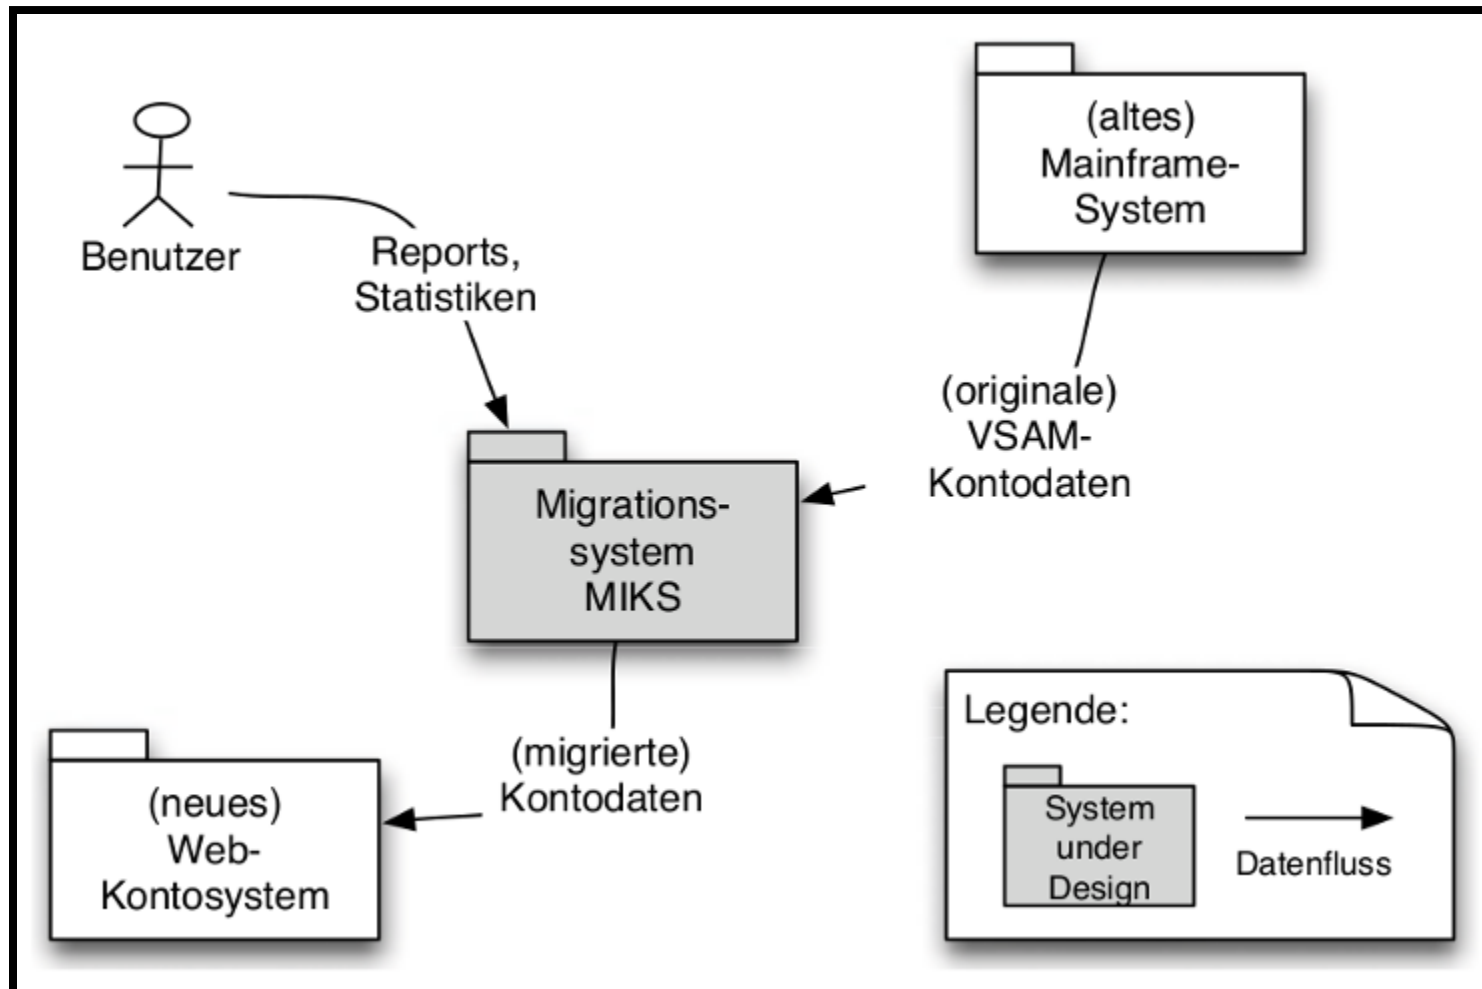 (altes)
Mainframe-
System
Benutzer
Reports,
Statistiken
(originale)
VSAM-
Kontodaten
Migrations-
system
MIKS
(migrierte)
Kontodaten
(neues)
Web-
Kontosystem
Legende:
System
under
Design
Datenfluss